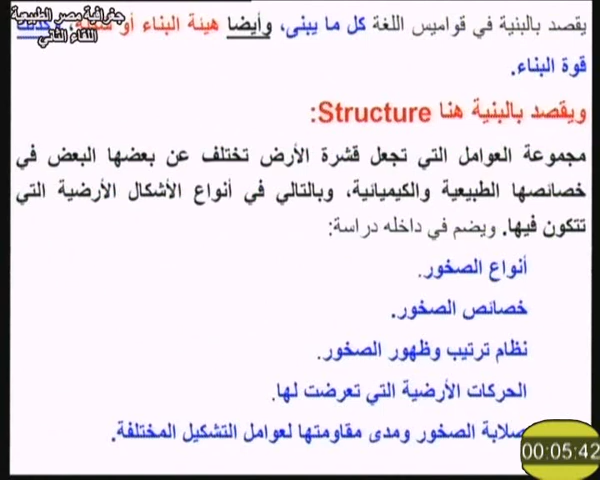 جغرافية مصر الطبيعية
اللقاء الثاني
يقصد بالبنية في قواميس اللغة كل ما يبنى، وأيضا هيئة البناء أو
قوة البناء.
ويقصد بالبنية هنا Structure:
مجموعة العوامل التي تجعل قشرة الأرض تختلف عن بعضها البعض في
خصائصها الطبيعية والكيميائية، وبالتالي في أنواع الأشكال الأرضية التي
تتكون فيها. ويضم في داخله دراسة:
أنواع الصخور.
خصائص الصخور.
نظام ترتيب وظهور الصخور.
الحركات الأرضية التي تعرضت لها.
صلابة الصخور ومدى مقاومتها لعوامل التشكيل المختلفة.
00:05:42